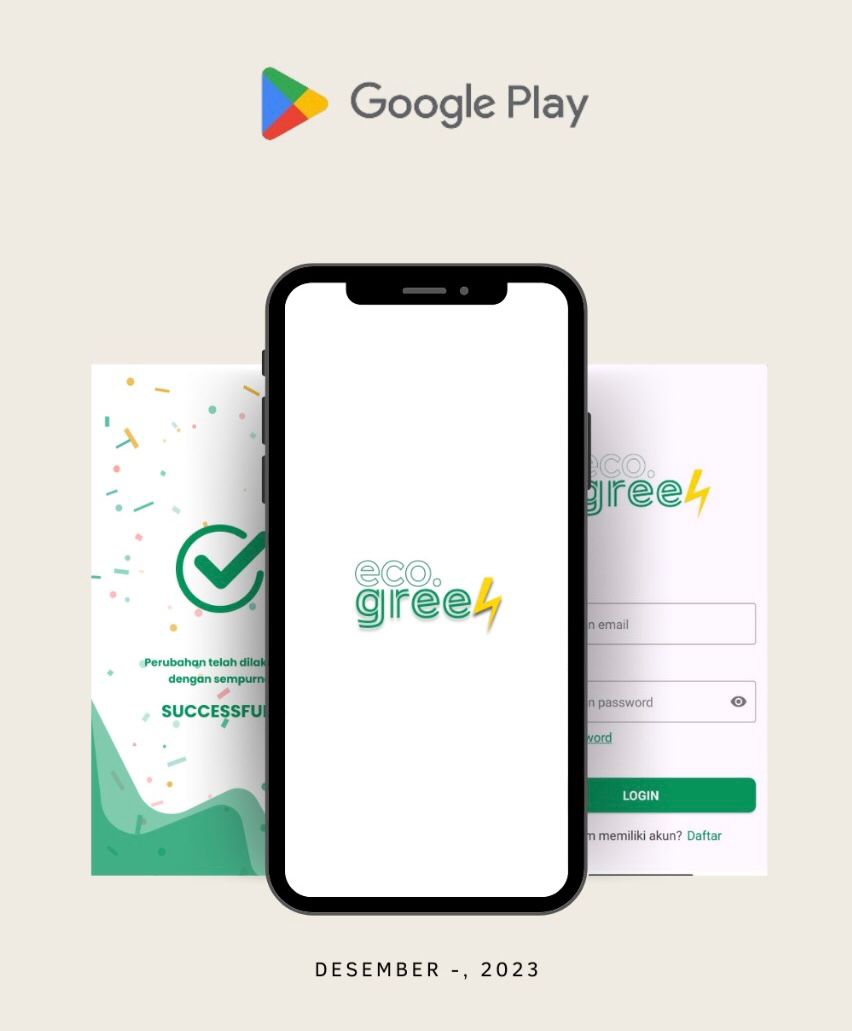 Google Play
eco.
gree
Perubahan telah dilak
dengan sempurn
SUCCESSFU
eco.
gree
n email
n password
word
LOGIN
m memiliki akun? Daftar
DESEMBER -, 2023